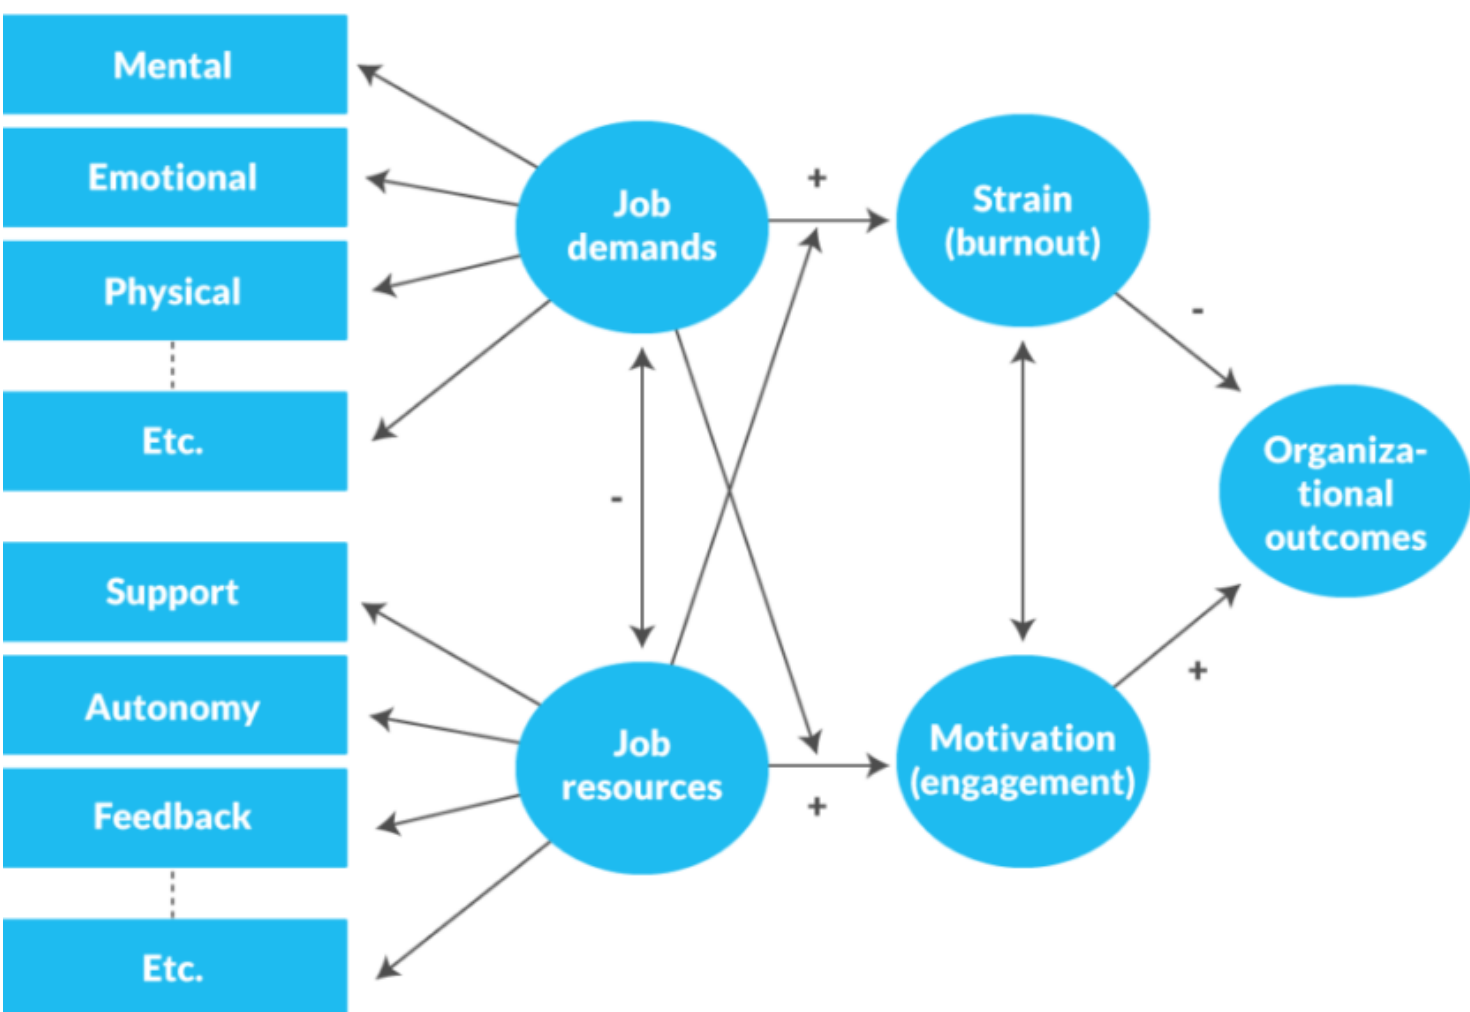 Mental
Emotional
Physical
Etc.
Support
Autonomy
Feedback
Etc.
Job
demands
-
Job
resources
+
+
Strain
(burnout)
Motivation
(engagement)
-
+
Organiza-
tional
outcomes